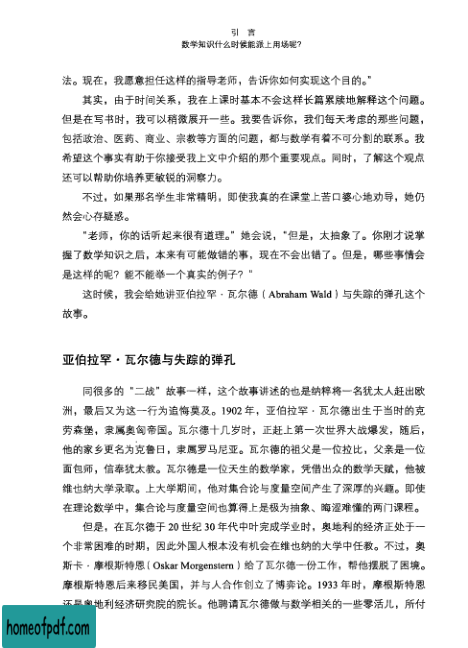 引 言
数学知识什么时候能派上用场呢？
法。现在，我愿意担任这样的指导老师，告诉你如何实现这个目的。”
其实，由于时间关系，我在上课时基本不会这样长篇累牍地解释这个问题。
但是在写书时，我可以稍微展开一些。我要告诉你，我们每天考虑的那些问题，
包括政治、医药、商业、宗教等方面的问题，都与数学有着不可分割的联系。我
希望这个事实有助于你接受我上文中介绍的那个重要观点。同时，了解这个观点
还可以帮助你培养更敏锐的洞察力。
不过，如果那名学生非常精明，即使我真的在课堂上苦口婆心地劝导，她仍
然会心存疑惑。
“老师，你的话听起来很有道理。”她会说，“但是，太抽象了。你刚才说掌
握了数学知识之后，本来有可能做错的事，现在不会出错了。但是，哪些事情会
是这样的呢？能不能举一个真实的例子？”
这时候，我会给她讲亚伯拉罕·瓦尔德（Abraham Wald）与失踪的弹孔这个
故事。
亚伯拉罕·瓦尔德与失踪的弹孔
同很多的“二战”故事一样，这个故事讲述的也是纳粹将一名犹太人赶出欧
洲，最后又为这一行为追悔莫及。1902年，亚伯拉罕·瓦尔德出生于当时的克
劳森堡，隶属奥匈帝国。瓦尔德十几岁时，正赶上第一次世界大战爆发，随后，
他的家乡更名为克鲁日，隶属罗马尼亚。瓦尔德的祖父是一位拉比，父亲是一位
面包师，信奉犹太教。瓦尔德是一位天生的数学家，凭借出众的数学天赋，他被
维也纳大学录取。上大学期间，他对集合论与度量空间产生了深厚的兴趣。即使
在理论数学中，集合论与度量空间也算得上是极为抽象、晦涩难懂的两门课程。
但是，在瓦尔德于20世纪30年代中叶完成学业时，奥地利的经济正处于一
个非常困难的时期，因此外国人根本没有机会在维也纳的大学中任教。不过，奥
斯卡·摩根斯特恩（Oskar Morgenstern）给了瓦尔德一份工作，帮他摆脱了困境。
摩根斯特恩后来移民美国，并与人合作创立了博弈论。1933年时，摩根斯特恩
还是奥地利经济研究院的院长。他聘请瓦尔德做与数学相关的一些零活儿，所付
homeofpdf.com